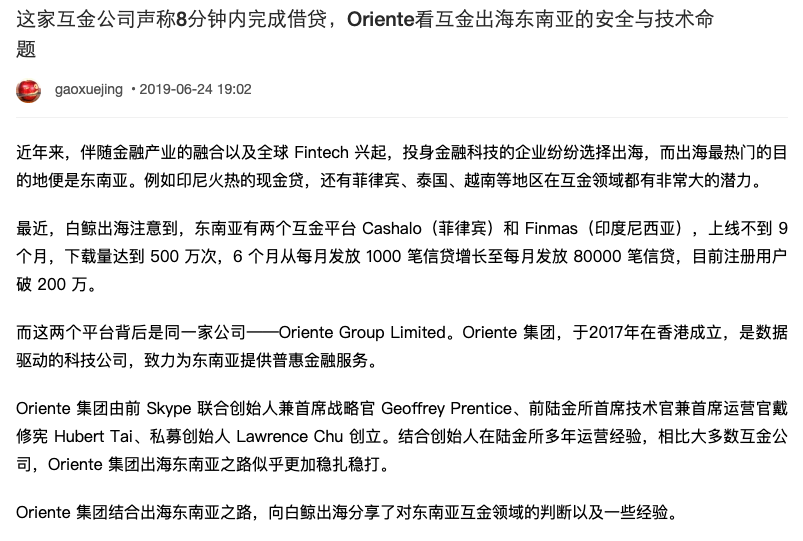 这家互金公司声称8分钟内完成借贷，Oriente看互金出海东南亚的安全与技术命
题
gaoxuejing • 2019-06-24 19:02
近年来，伴随金融产业的融合以及全球 Fintech 兴起，投身金融科技的企业纷纷选择出海，而出海最热门的目
的地便是东南亚。例如印尼火热的现金贷，还有菲律宾、泰国、越南等地区在互金领域都有非常大的潜力。
最近，白鲸出海注意到，东南亚有两个互金平台 Cashalo（菲律宾）和 Finmas（印度尼西亚），上线不到 9
个月，下载量达到 500 万次，6 个月从每月发放 1000 笔信贷增长至每月发放 80000 笔信贷，目前注册用户
破 200 万。
而这两个平台背后是同一家公司——Oriente Group Limited。Oriente 集团，于2017年在香港成立，是数据
驱动的科技公司，致力为东南亚提供普惠金融服务。
Oriente 集团由前 Skype 联合创始人兼首席战略官 Geoffrey Prentice、前陆金所首席技术官兼首席运营官戴
修宪 Hubert Tai、私募创始人 Lawrence Chu 创立。结合创始人在陆金所多年运营经验，相比大多数互金公
司，Oriente 集团出海东南亚之路似乎更加稳扎稳打。
Oriente 集团结合出海东南亚之路，向白鲸出海分享了对东南亚互金领域的判断以及一些经验。